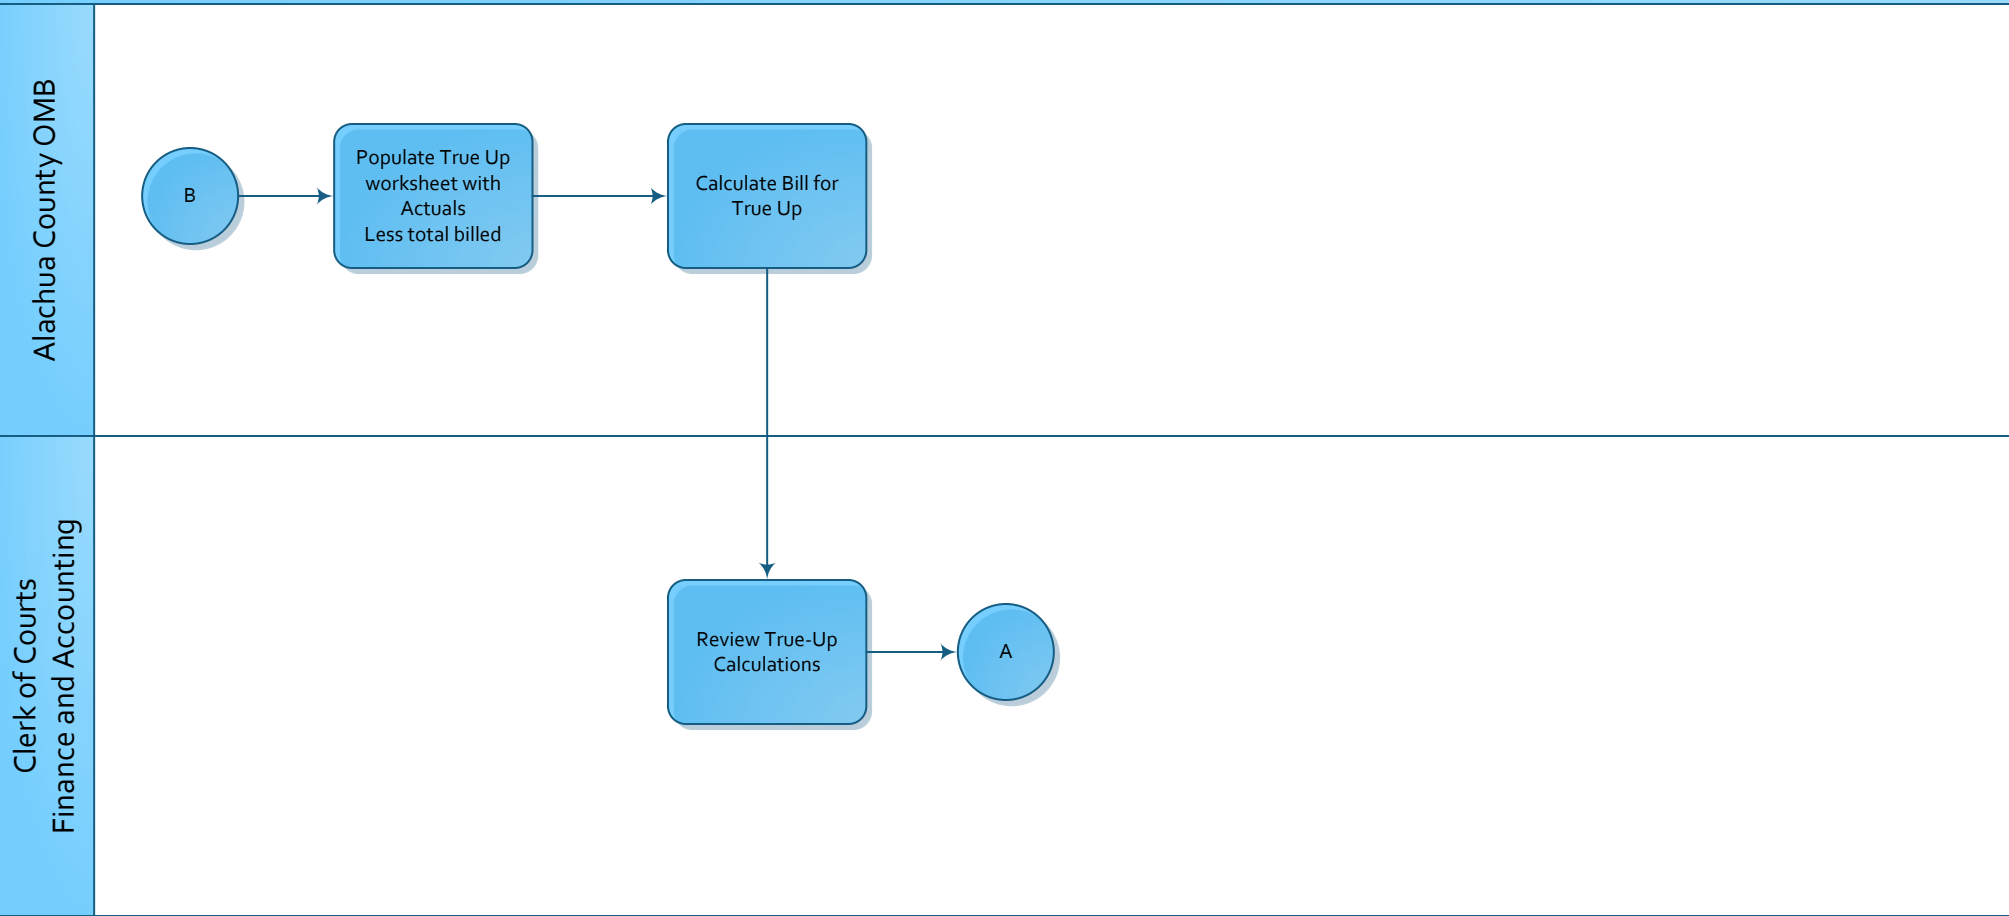 Alachua County OMB
B
Populate True Up
worksheet with
Actuals
Less total billed
Calculate Bill for
True Up
Clerk of Courts
Finance and Accounting
Review True-Up
Calculations
A